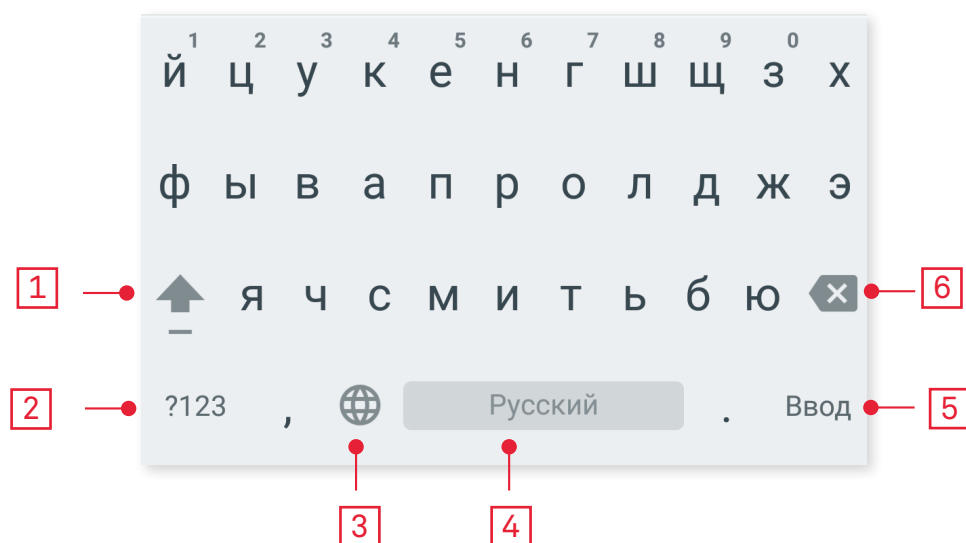 1 2 3 4 5 6 7 8 9 0
й ц у к е н г ш щ з х
ф ы в а п р о л д ж э
1 я ч с м и т ь б ю 6
2 ?123 , Русский . Ввод 5
3 4